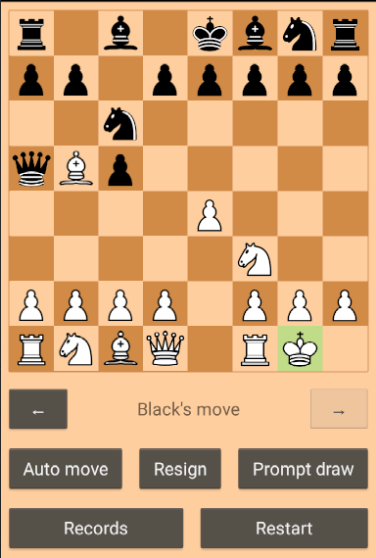 ← Black's move →
Auto move Resign Prompt draw
Records Restart